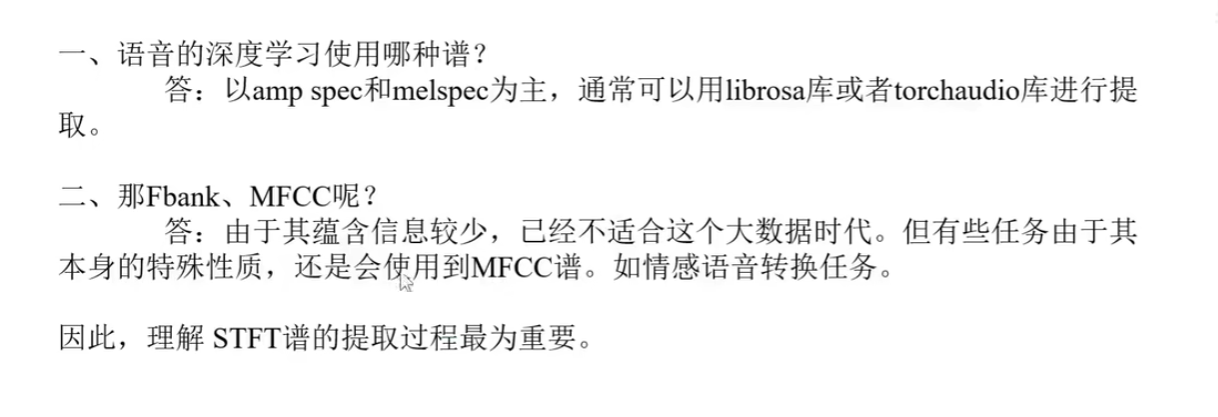 一、语音的深度学习使用哪种谱？
答：以amp spec和melspec为主，通常可以用librosa库或者torchaudio库进行提
取。
二、那Fbank、MFCC呢？
答：由于其蕴含信息较少，已经不适合这个大数据时代。但有些任务由于其
本身的特殊性质，还是会使用到MFCC谱。如情感语音转换任务。
因此，理解 STFT谱的提取过程最为重要。